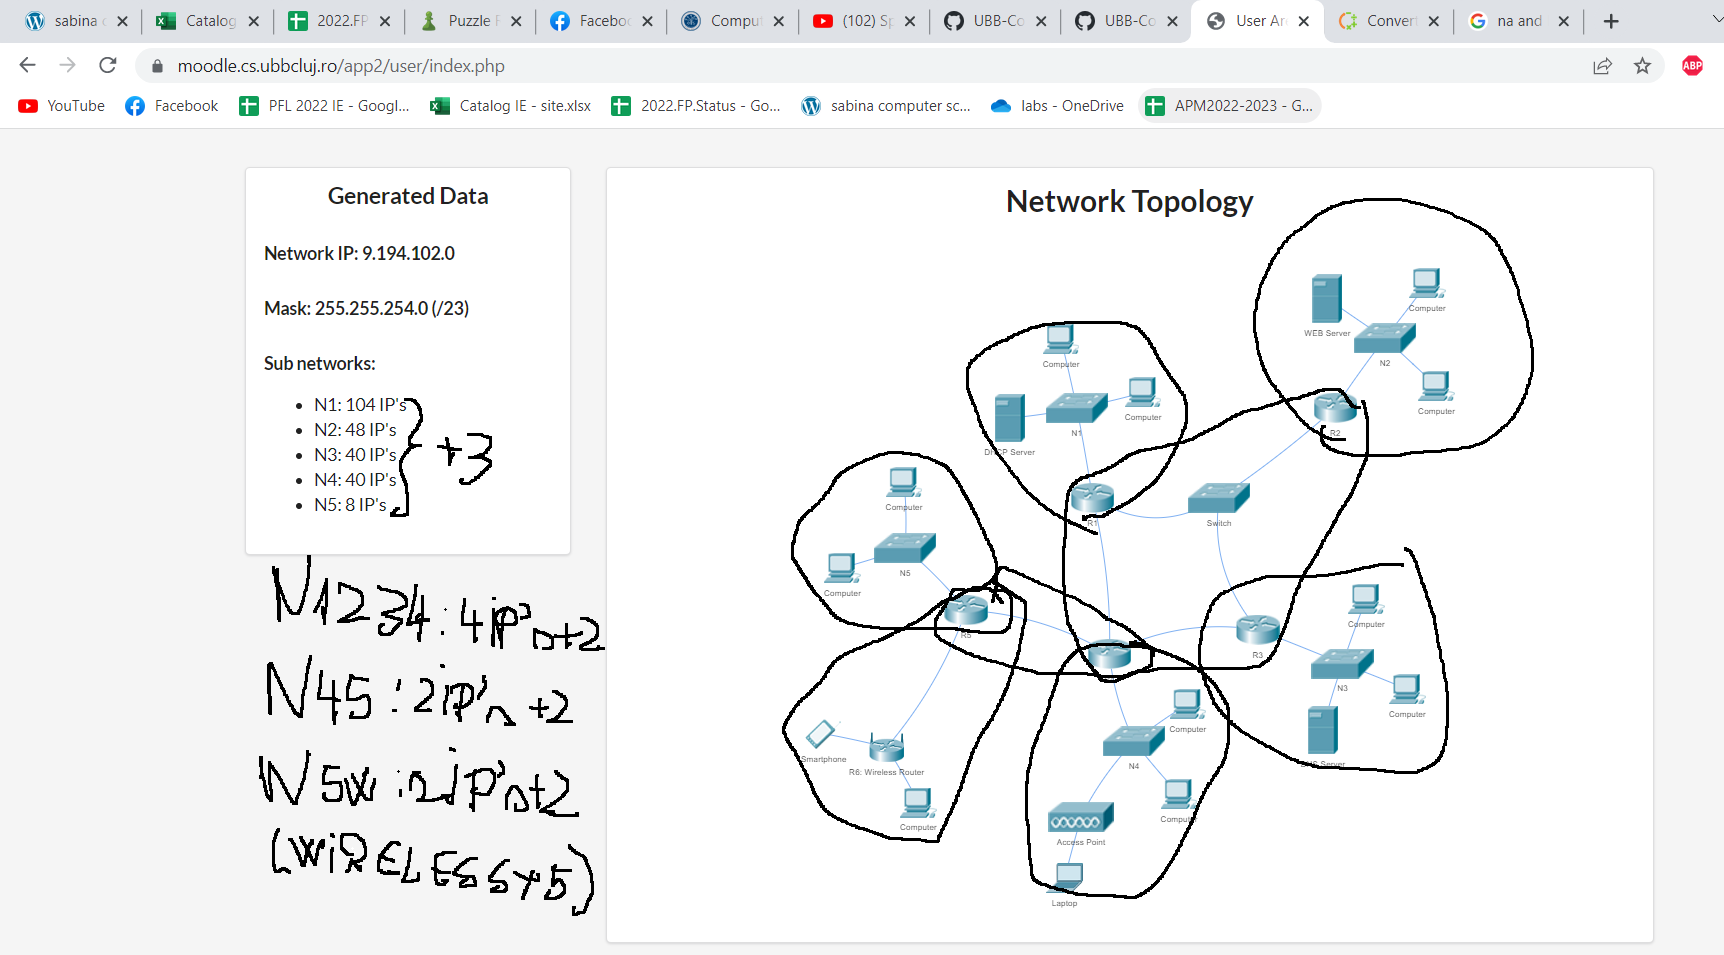 sabina
Catalog
2022.FP
Puzzle
Facebo
Comput
(102) Sp
UBB-Co
UBB-Co
User Ar
Conver
na and
moodle.cs.ubbcluj.ro/app2/user/index.php
ABP
YouTube
Facebook
PFL 2022 IE - Googl...
Catalog IE - site.xlsx
2022.FP.Status - Go...
sabina computer sc...
labs - OneDrive
APM2022-2023 - G...
Generated Data
Network IP: 9.194.102.0
Mask: 255.255.254.0 (/23)
Sub networks:
• N1: 104 IP's
• N2: 48 IP's
• N3: 40 IP's
• N4: 40 IP's
• N5: 8 IP's
+3
N1234: 4 iP's+2
N45: 2 iP's +2
N5W: 2 iP's+2
(WiRELESS+5)
Network Topology
WEB Server
Computer
N2
Computer
R2
Computer
Computer
N1
DHCP Server
R1
Switch
Computer
N5
Computer
R5
Computer
R3
N3
Computer
Smartphone
R6: Wireless Router
Computer
Computer
N4
Access Point
Laptop